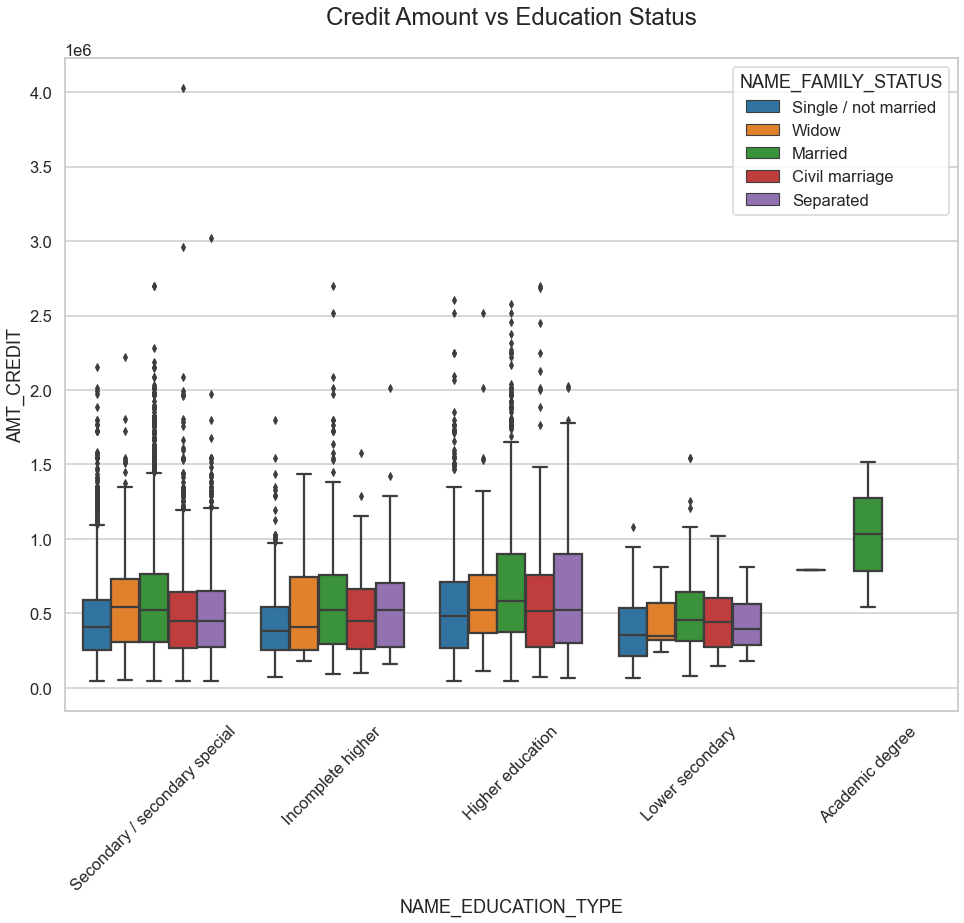 Credit Amount vs Education Status
1e6
4.0
3.5
3.0
2.5
2.0
1.5
1.0
0.5
0.0
AMT_CREDIT
NAME_FAMILY_STATUS
Single / not married
Widow
Married
Civil marriage
Separated
Secondary / secondary special
Incomplete higher
Higher education
Lower secondary
Academic degree
NAME_EDUCATION_TYPE